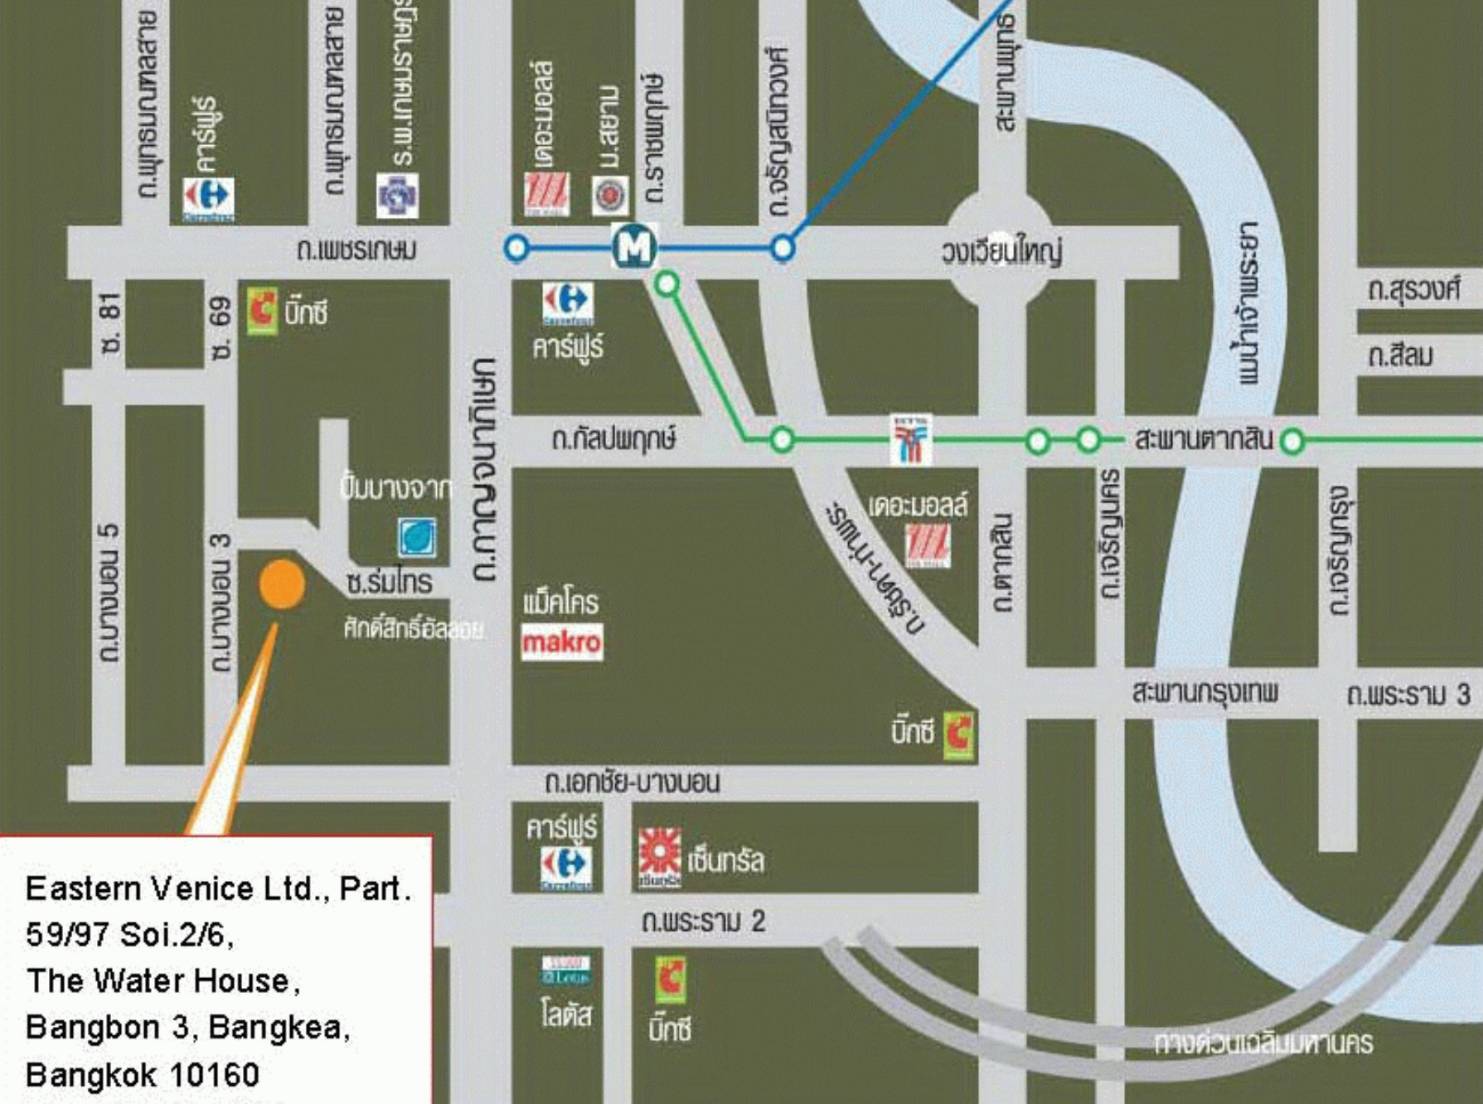 ถ.พุทธมณฑลสาย
คาร์ฟูร์
ถ.พุทธมณฑลสาย
ร.พ.เกษมราษฎร์
เดอะมอลล์
ม.สยาม
ถ.ราชพฤกษ์
ถ.จรัญสนิทวงศ์
สะพานพุทธ
ถ.เพชรเกษม
M
วงเวียนใหญ่
แม่น้ำเจ้าพระยา
ถ.สุรวงศ์
ถ.สีลม
ซ. 81
ซ. 69
บิ๊กซี
คาร์ฟูร์
ถ.กาญจนาภิเษก
ถ.กัลปพฤกษ์
สะพานตากสิน
ปั๊มบางจาก
เดอะมอลล์
ถ.รัชดา-ท่าพระ
ถ.ตากสิน
ถ.เจริญนคร
ถ.เจริญกรุง
ถ.บางบอน 5
ถ.บางบอน 3
ซ.ร่มไทร
ศักดิ์สิทธิ์อัลลอย
แม็คโคร
makro
สะพานกรุงเทพ
ถ.พระราม 3
บิ๊กซี
ถ.เอกชัย-บางบอน
คาร์ฟูร์
เซ็นทรัล
ถ.พระราม 2
Lotus
โลตัส
บิ๊กซี
ทางด่วนเฉลิมมหานคร
Eastern Venice Ltd., Part.
59/97 Soi.2/6,
The Water House,
Bangbon 3, Bangkea,
Bangkok 10160